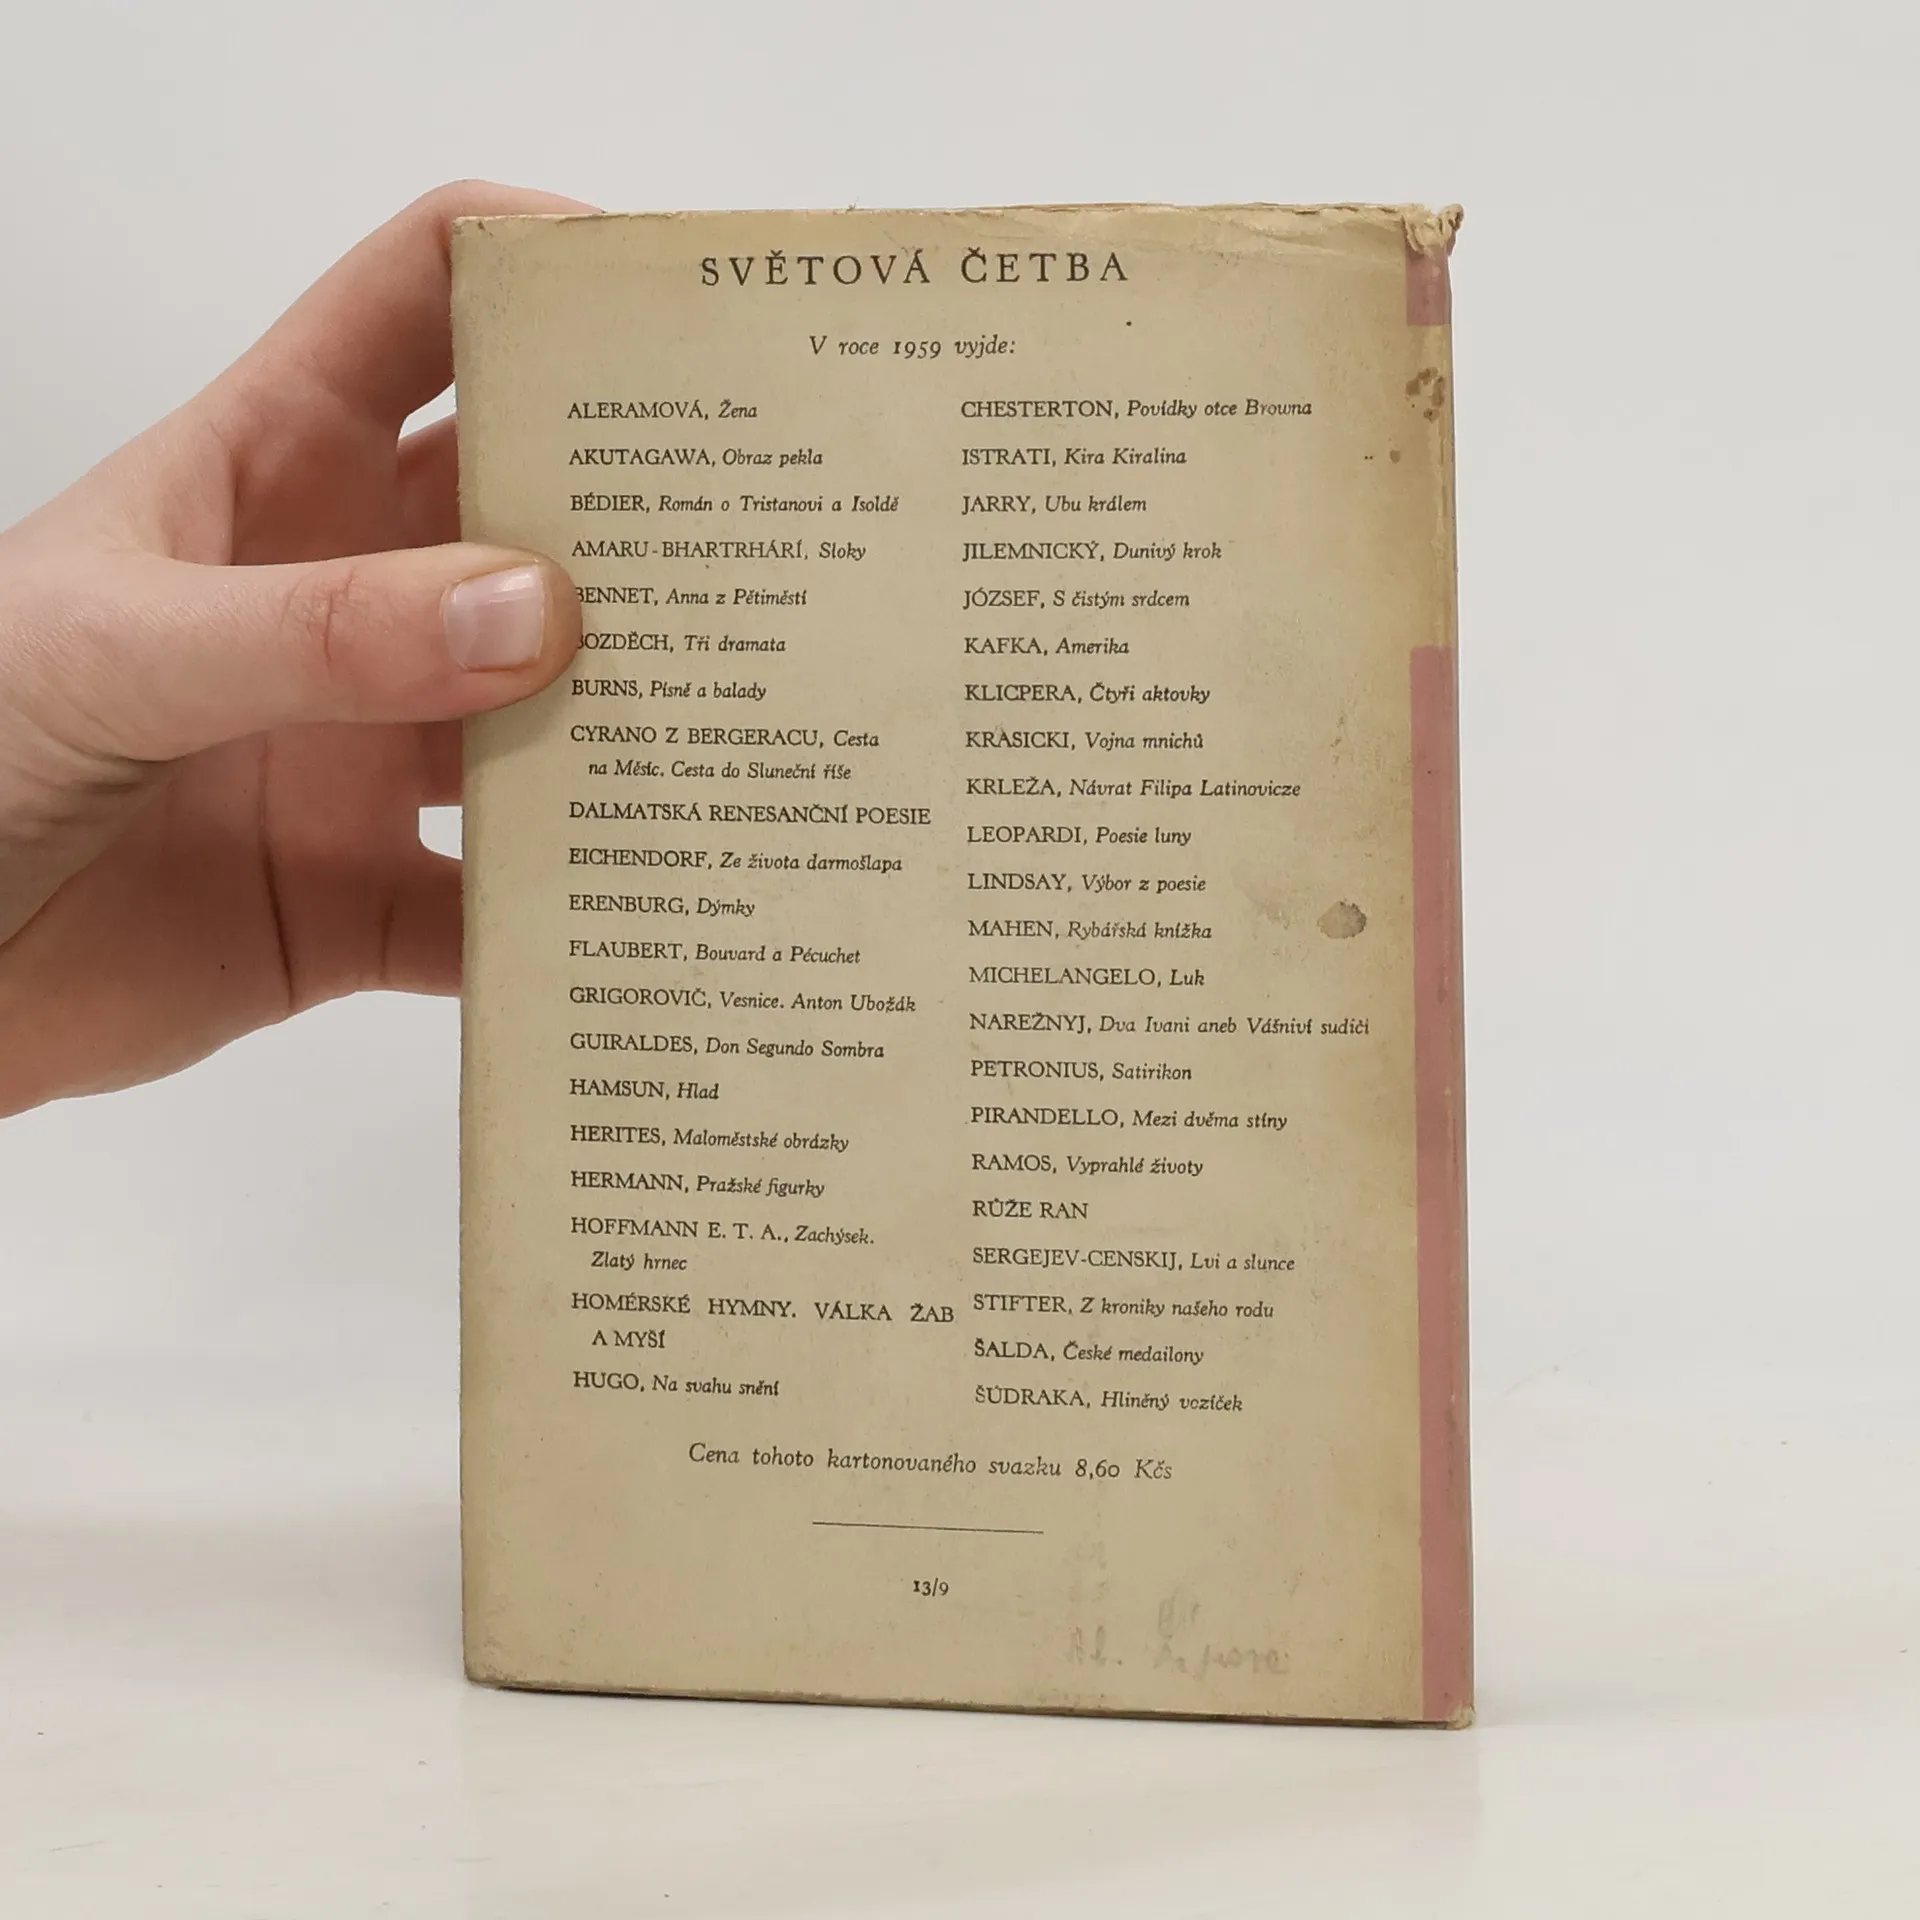 SVĚTOVÁ ČETBA
V roce 1959 vyjde:
ALERAMOVÁ, Žena
AKUTAGAWA, Obraz pekla
BÉDIER, Román o Tristanovi a Isoldě
AMARU-BHARTRHÁRÍ, Sloky
BENNET, Anna z Pětiměstí
BOZDĚCH, Tři dramata
BURNS, Písně a balady
CYRANO Z BERGERACU, Cesta
na Měsíc. Cesta do Sluneční říše
DALMATSKÁ RENESANČNÍ POESIE
EICHENDORF, Ze života darmošlapa
ERENBURG, Dýmky
FLAUBERT, Bouvard a Pécuchet
GRIGOROVIČ, Vesnice. Anton Ubožák
GUIRALDES, Don Segundo Sombra
HAMSUN, Hlad
HERITES, Maloměstské obrázky
HERMANN, Pražské figurky
HOFFMANN E. T. A., Zachýsek.
Zlatý hrnec
HOMÉRSKÉ HYMNY. VÁLKA ŽAB
A MYŠÍ
HUGO, Na svahu snění
CHESTERTON, Povídky otce Browna
ISTRATI, Kira Kiralina
JARRY, Ubu králem
JILEMNICKÝ, Dunivý krok
JÓZSEF, S čistým srdcem
KAFKA, Amerika
KLICPERA, Čtyři aktovky
KRASICKI, Vojna mnichů
KRLEŽA, Návrat Filipa Latinovicze
LEOPARDI, Poesie luny
LINDSAY, Výbor z poesie
MAHEN, Rybářská knížka
MICHELANGELO, Luk
NAREŽNYJ, Dva Ivani aneb Vášniví sudiči
PETRONIUS, Satirikon
PIRANDELLO, Mezi dvěma stíny
RAMOS, Vyprahlé životy
RŮŽE RAN
SERGEJEV-CENSKIJ, Lvi a slunce
STIFTER, Z kroniky našeho rodu
ŠALDA, České medailony
ŠÚDRAKA, Hliněný vozíček
Cena tohoto kartonovaného svazku 8,60 Kčs
13/9